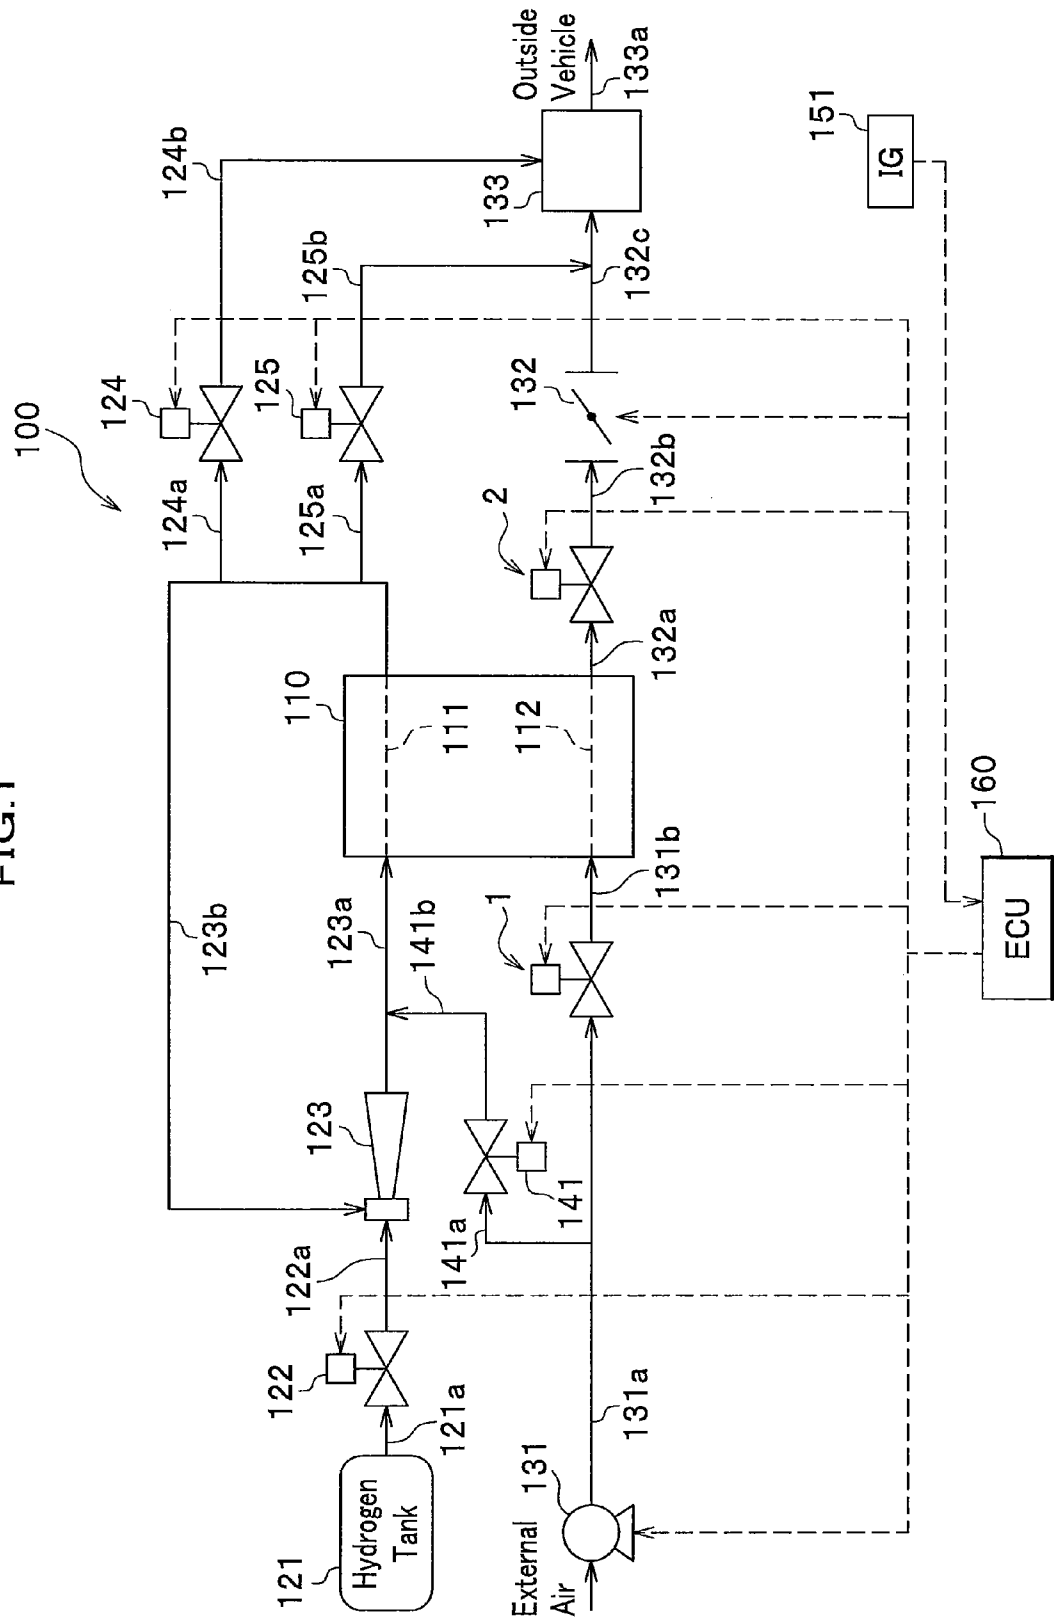 FIG.1
100
124
124a
124b
125
125a
125b
133
Outside
Vehicle
133a
132c
132
132b
2
132a
110
111
112
123b
123a
141b
123
122a
122
121a
121
Hydrogen
Tank
141a
141
1
131b
131a
131
External
Air
151
IG
160
ECU